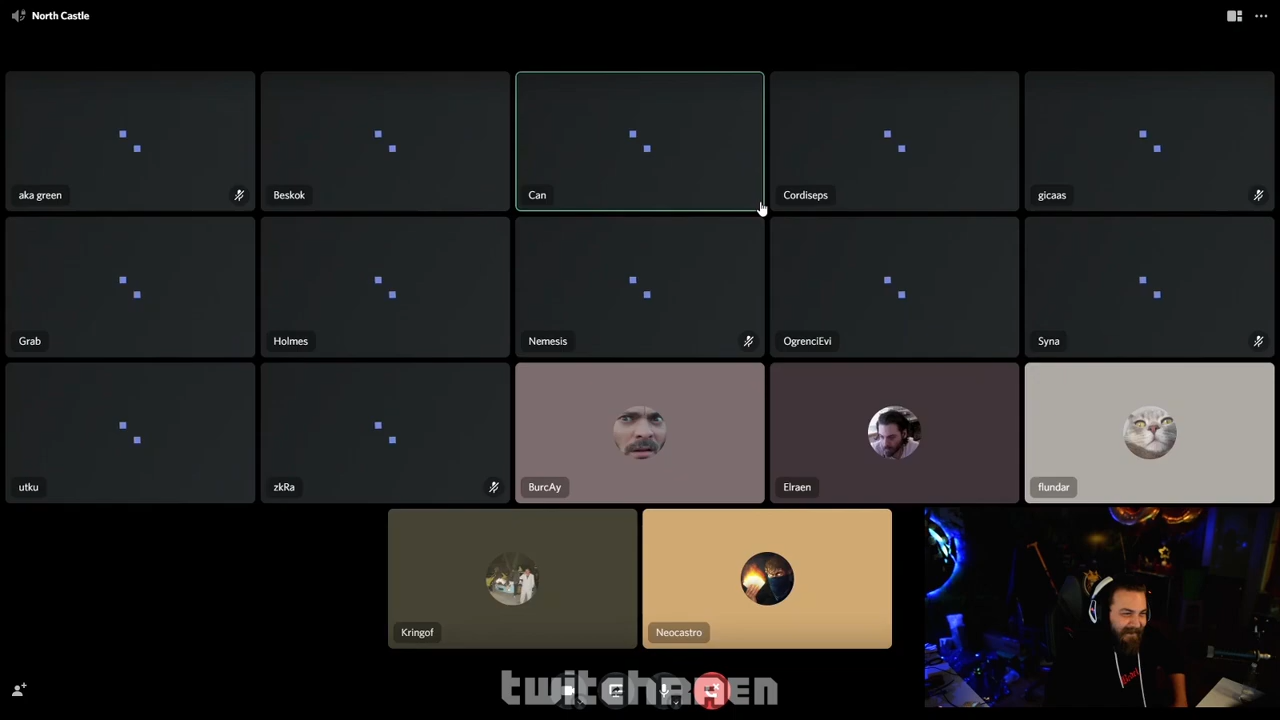 North Castle
aka green
Beskok
Can
Cordiseps
gicaas
Grab
Holmes
Nemesis
OgrenciEvi
Syna
utku
zkRa
BurcAy
Elraen
flundar
Kringof
Neocastro